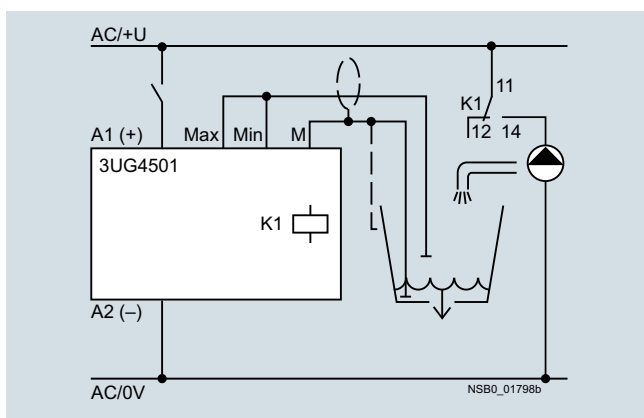 AC/+U
11
K1
12 14
A1 (+) Max Min M
3UG4501
K1
A2 (–)
AC/0V
NSB0_01798b